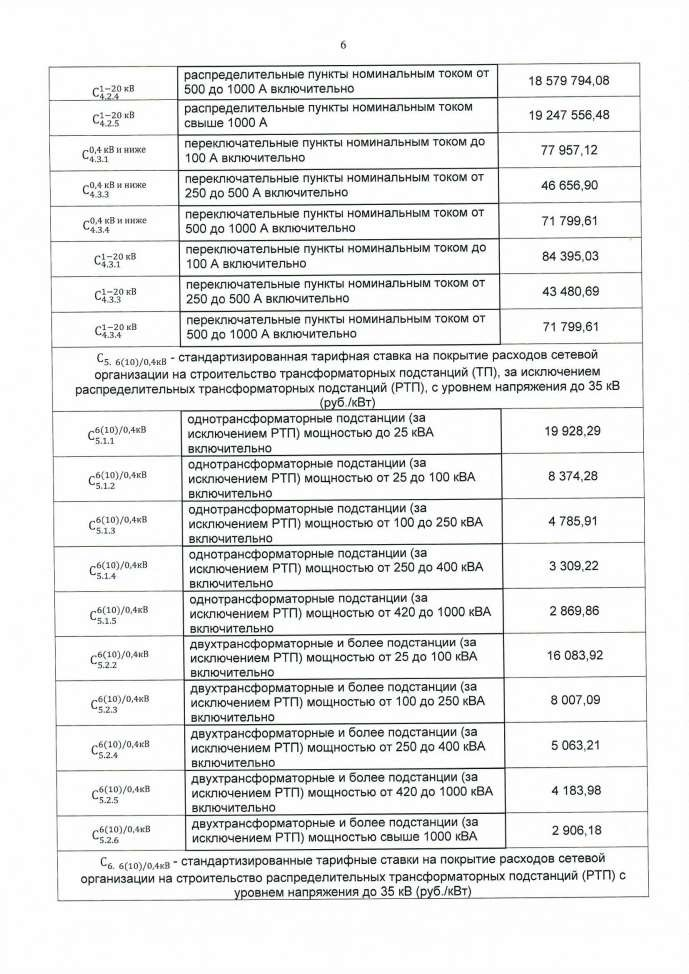 6
C 1–20 кВ 4.2.4 распределительные пункты номинальным током от 18 579 794,08
500 до 1000 А включительно
C 1–20 кВ 4.2.5 распределительные пункты номинальным током 19 247 556,48
свыше 1000 А
C 0,4 кВ и ниже 4.3.1 переключательные пункты номинальным током до 77 957,12
100 А включительно
C 0,4 кВ и ниже 4.3.3 переключательные пункты номинальным током от 46 656,90
250 до 500 А включительно
C 0,4 кВ и ниже 4.3.4 переключательные пункты номинальным током от 71 799,61
500 до 1000 А включительно
C 1–20 кВ 4.3.1 переключательные пункты номинальным током до 84 395,03
100 А включительно
C 1–20 кВ 4.3.3 переключательные пункты номинальным током от 43 480,69
250 до 500 А включительно
C 1–20 кВ 4.3.4 переключательные пункты номинальным током от 71 799,61
500 до 1000 А включительно
C5. 6(10)/0,4кВ - стандартизированная тарифная ставка на покрытие расходов сетевой
организации на строительство трансформаторных подстанций (ТП), за исключением
распределительных трансформаторных подстанций (РТП), с уровнем напряжения до 35 кВ
(руб./кВт)
C 6(10)/0,4кВ 5.1.1 однотрансформаторные подстанции (за
исключением РТП) мощностью до 25 кВА 19 928,29
включительно
C 6(10)/0,4кВ 5.1.2 однотрансформаторные подстанции (за
исключением РТП) мощностью от 25 до 100 кВА 8 374,28
включительно
C 6(10)/0,4кВ 5.1.3 однотрансформаторные подстанции (за
исключением РТП) мощностью от 100 до 250 кВА 4 785,91
включительно
C 6(10)/0,4кВ 5.1.4 однотрансформаторные подстанции (за
исключением РТП) мощностью от 250 до 400 кВА 3 309,22
включительно
C 6(10)/0,4кВ 5.1.5 однотрансформаторные подстанции (за
исключением РТП) мощностью от 420 до 1000 кВА 2 869,86
включительно
C 6(10)/0,4кВ 5.2.2 двухтрансформаторные и более подстанции (за
исключением РТП) мощностью от 25 до 100 кВА 16 083,92
включительно
C 6(10)/0,4кВ 5.2.3 двухтрансформаторные и более подстанции (за
исключением РТП) мощностью от 100 до 250 кВА 8 007,09
включительно
C 6(10)/0,4кВ 5.2.4 двухтрансформаторные и более подстанции (за
исключением РТП) мощностью от 250 до 400 кВА 5 063,21
включительно
C 6(10)/0,4кВ 5.2.5 двухтрансформаторные и более подстанции (за
исключением РТП) мощностью от 420 до 1000 кВА 4 183,98
включительно
C 6(10)/0,4кВ 5.2.6 двухтрансформаторные и более подстанции (за 2 906,18
исключением РТП) мощностью свыше 1000 кВА
C6. 6(10)/0,4кВ - стандартизированные тарифные ставки на покрытие расходов сетевой
организации на строительство распределительных трансформаторных подстанций (РТП) с
уровнем напряжения до 35 кВ (руб./кВт)